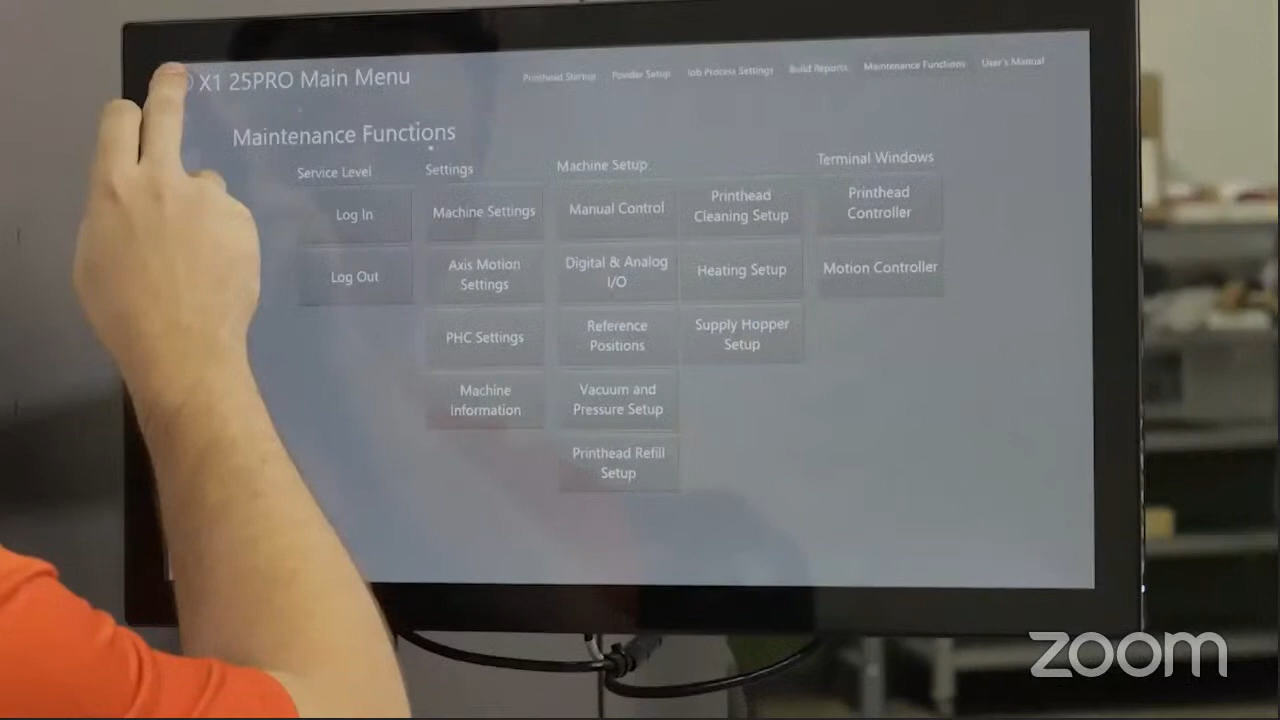 X1 25PRO Main Menu
Printhead Startup
Powder Setup
Job Process Settings
Build Reports
Maintenance Functions
User's Manual
Maintenance Functions
Service Level
Log In
Log Out
Settings
Machine Settings
Axis Motion
Settings
PHC Settings
Machine
Information
Machine Setup
Manual Control
Digital & Analog
I/O
Reference
Positions
Vacuum and
Pressure Setup
Printhead Refill
Setup
Printhead
Cleaning Setup
Heating Setup
Supply Hopper
Setup
Terminal Windows
Printhead
Controller
Motion Controller
zoom